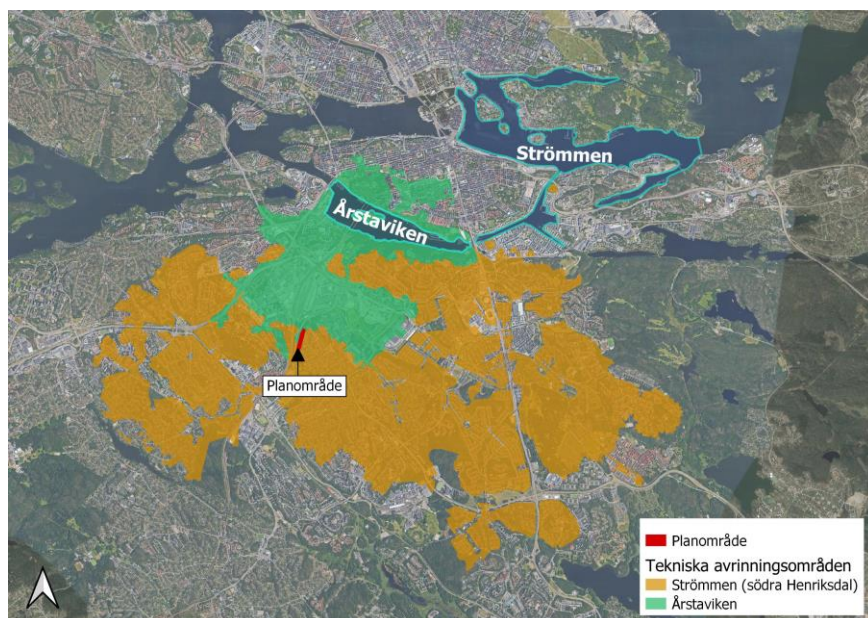 Strömmen
Årstaviken
Planområde
Planområde
Tekniska avrinningsområden
Strömmen (södra Henriksdal)
Årstaviken